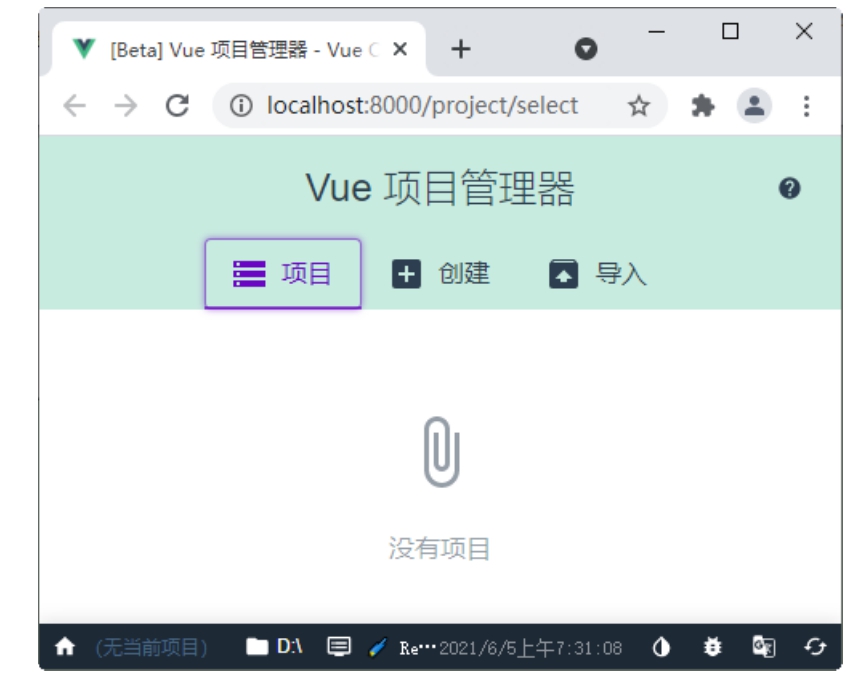 [Beta] Vue 项目管理器 - Vue C
localhost:8000/project/select
Vue 项目管理器
项目
创建
导入
没有项目
(无当前项目)
D:\
Re…2021/6/5上午7:31:08